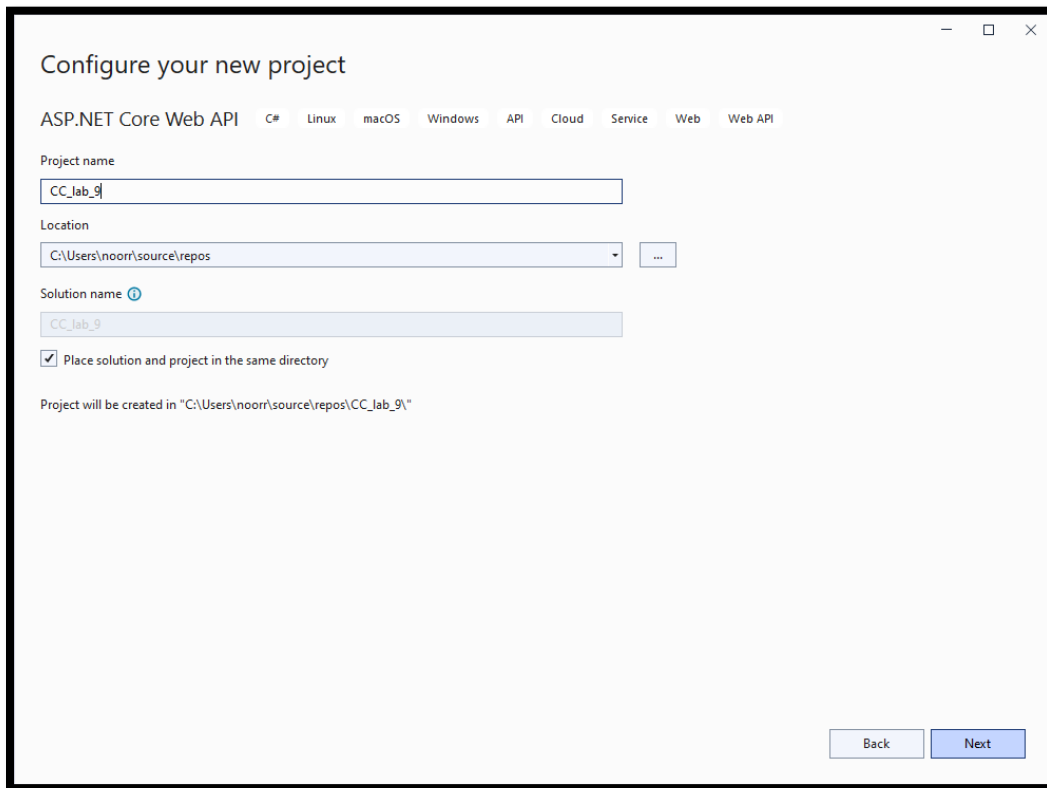 Configure your new project
ASP.NET Core Web API C# Linux macOS Windows API Cloud Service Web Web API
Project name
CC_lab_9
Location
C:\Users\noorr\source\repos
...
Solution name
CC_lab_9
Place solution and project in the same directory
Project will be created in "C:\Users\noorr\source\repos\CC_lab_9\"
Back Next